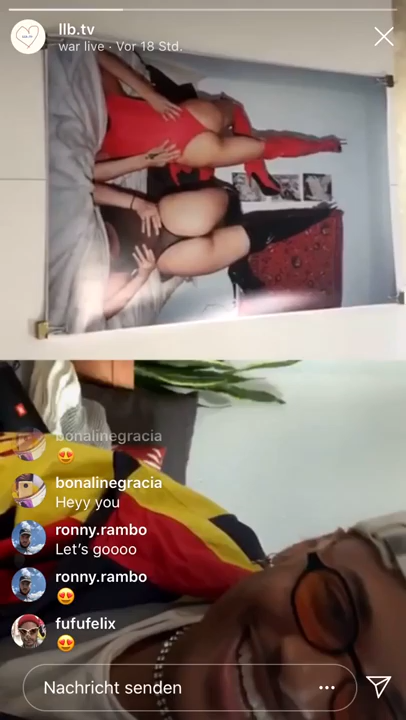 llb.tv
war live · Vor 18 Std.
bonalinegracia
😍
bonalinegracia
Heyy you
ronny.rambo
Let's goooo
ronny.rambo
😍
fufufelix
😍
Nachricht senden